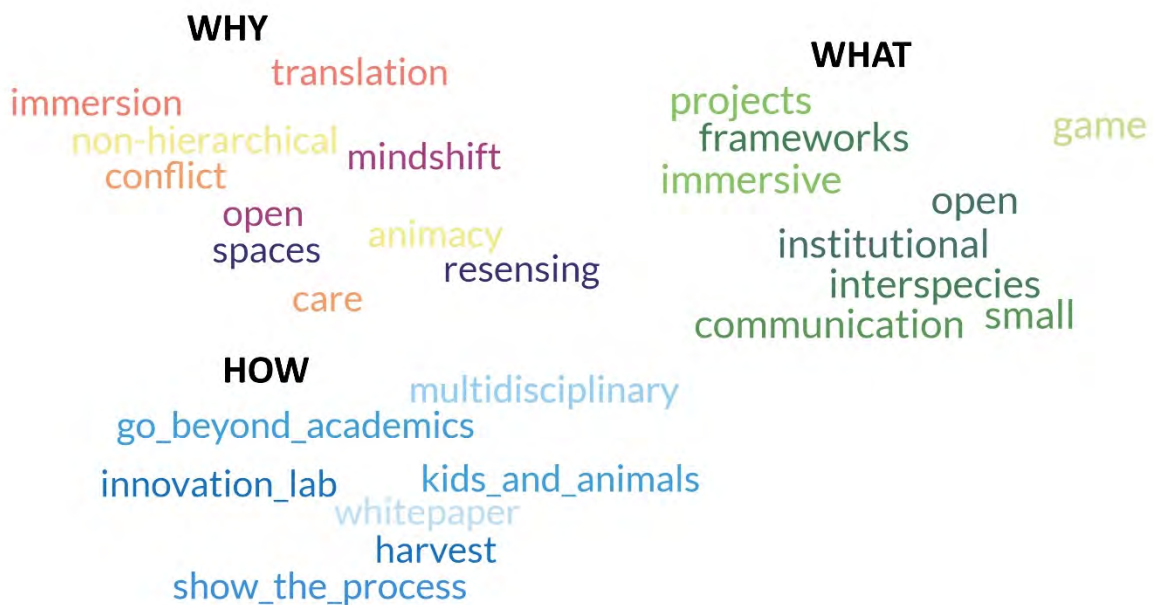 WHY
translation
immersion
non-hierarchical
mindshift
conflict
open
animacy
spaces
resensing
care
WHAT
projects
game
frameworks
immersive
open
institutional
interspecies
small
communication
HOW
multidisciplinary
go_beyond_academics
kids_and_animals
innovation_lab
whitepaper
harvest
show_the_process